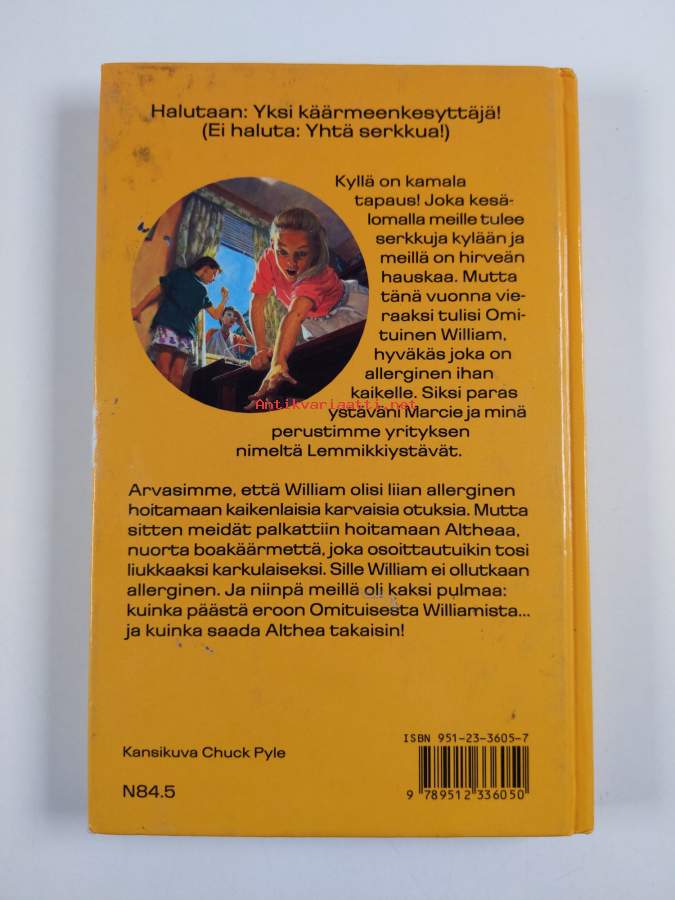 Halutaan: Yksi käärmeenkesyttäjä!
(Ei haluta: Yhtä serkkua!)
Kyllä on kamala
tapaus! Joka kesä-
lomalla meille tulee
serkkuja kylään ja
meillä on hirveän
hauskaa. Mutta
tänä vuonna vie-
raaksi tulisi Omi-
tuinen William,
hyväkäs joka on
allerginen ihan
kaikelle. Siksi paras
ystäväni Marcie ja minä
perustimme yrityksen
nimeltä Lemmikkiystävät.
Antikvariaatti.net
Arvasimme, että William olisi liian allerginen
hoitamaan kaikenlaisia karvaisia otuksia. Mutta
sitten meidät palkattiin hoitamaan Altheaa,
nuorta boakäärmettä, joka osoittautuikin tosi
liukkaaksi karkulaiseksi. Sille William ei ollutkaan
allerginen. Ja niinpä meillä oli kaksi pulmaa:
kuinka päästä eroon Omituisesta Williamista...
ja kuinka saada Althea takaisin!
Kansikuva Chuck Pyle
N84.5
ISBN 951-23-3605-7
9 789512 336050